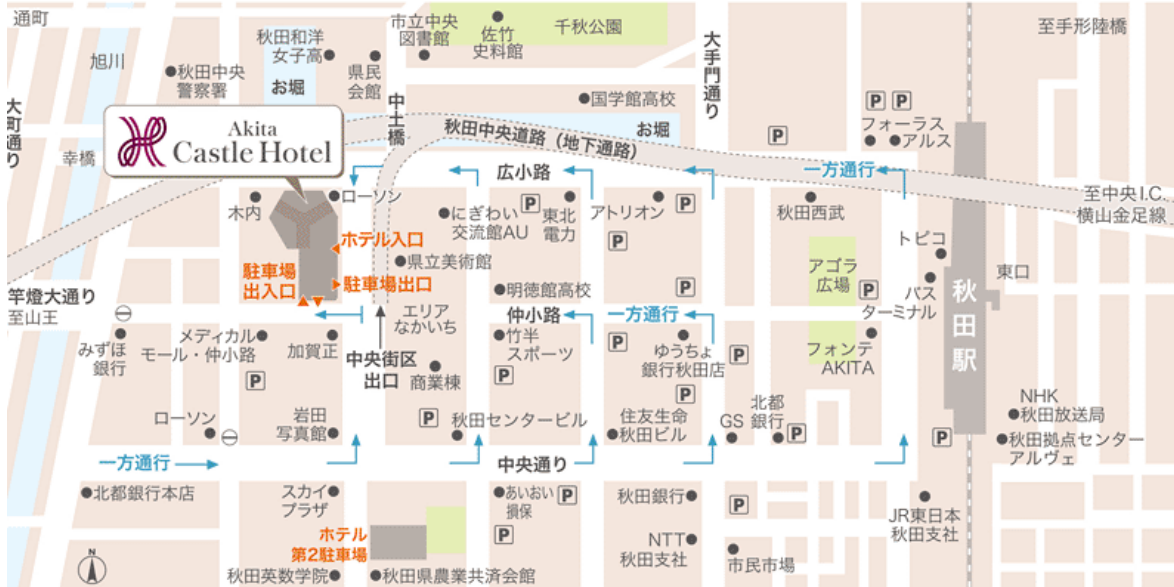 通町
旭川
秋田中央
警察署
秋田和洋
女子高
お堀
県民
会館
市立中央
図書館
佐竹
史料館
千秋公園
大手門通り
至手形陸橋
大町通り
幸橋
中土橋
国学館高校
お堀
秋田中央道路（地下通路）
P
P
P
フォーラス
アルス
Akita
Castle Hotel
広小路
一方通行
至中央I.C.
横山金足線
木内
ローソン
にぎわい
交流館AU
P
東北
電力
アトリオン
P
秋田西武
ホテル入口
P
トピコ
駐車場
出入口
駐車場出口
県立美術館
アゴラ
広場
東口
竿燈大通り
至山王
明徳館高校
P
P
バス
ターミナル
秋田駅
エリア
なかいち
仲小路
一方通行
みずほ
銀行
メディカル
モール・仲小路
加賀正
中央街区
出口
竹半
スポーツ
P
ゆうちょ
銀行秋田店
P
フォンテ
AKITA
P
商業棟
P
P
NHK
秋田放送局
ローソン
岩田
写真館
P
秋田センタービル
住友生命
秋田ビル
GS
北都
銀行
P
P
秋田拠点センター
アルヴェ
一方通行
中央通り
北都銀行本店
スカイ
プラザ
あいおい
損保
P
秋田銀行
P
JR東日本
秋田支社
ホテル
第2駐車場
P
NTT
秋田支社
市民市場
N
秋田英数学院
秋田県農業共済会館